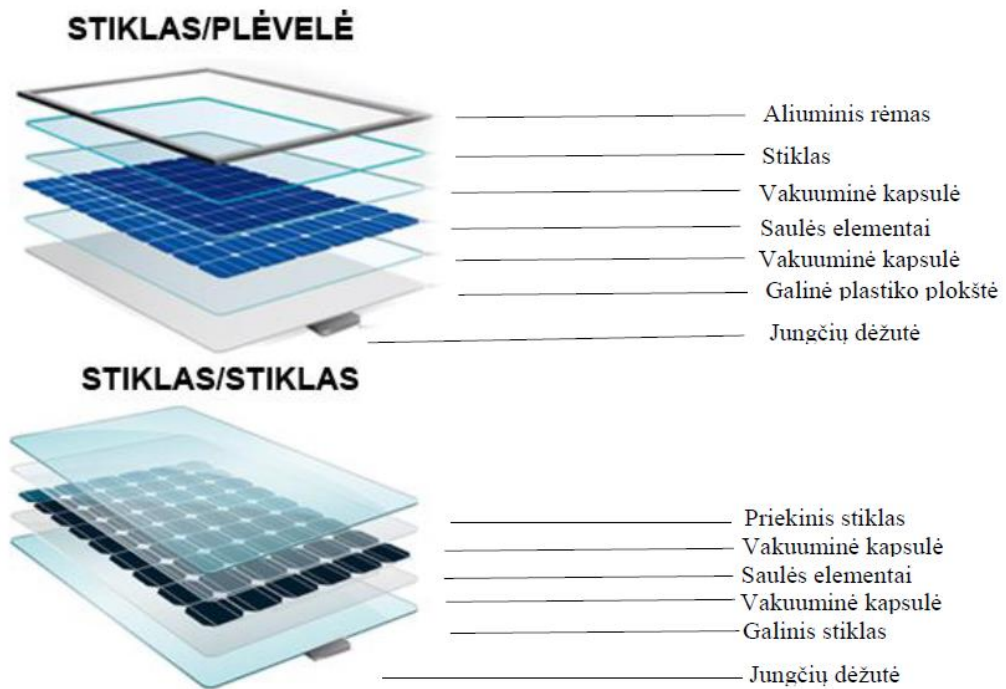 STIKLAS/PLĖVELĖ
Aliuminis rėmas
Stiklas
Vakuuminė kapsulė
Saulės elementai
Vakuuminė kapsulė
Galinė plastiko plokštė
Jungčių dėžutė
STIKLAS/STIKLAS
Priekinis stiklas
Vakuuminė kapsulė
Saulės elementai
Vakuuminė kapsulė
Galinis stiklas
Jungčių dėžutė